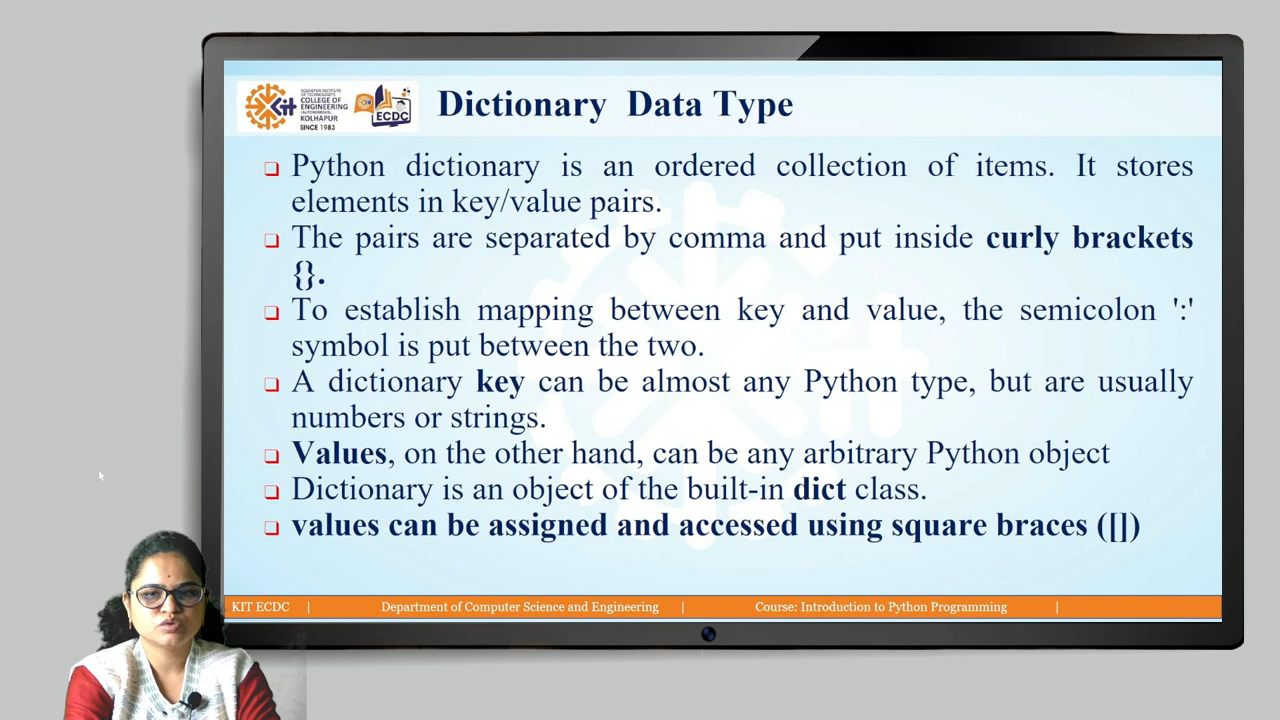 KOLHAPUR INSTITUTE
OF TECHNOLOGY'S
COLLEGE OF
ENGINEERING
(AUTONOMOUS),
KOLHAPUR
SINCE 1983
KIT
ECDC
Dictionary Data Type
Python dictionary is an ordered collection of items. It stores
elements in key/value pairs.
The pairs are separated by comma and put inside curly brackets
{}.
To establish mapping between key and value, the semicolon ':'
symbol is put between the two.
A dictionary key can be almost any Python type, but are usually
numbers or strings.
Values, on the other hand, can be any arbitrary Python object
Dictionary is an object of the built-in dict class.
values can be assigned and accessed using square braces ([])
KIT ECDC | Department of Computer Science and Engineering | Course: Introduction to Python Programming |